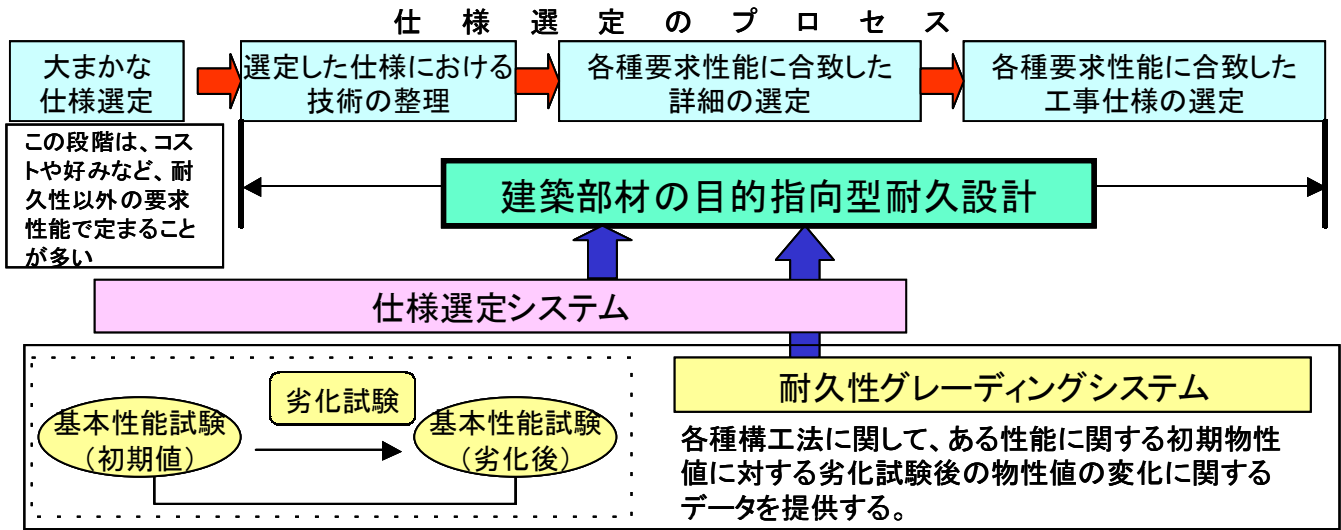 仕様選定のプロセス
大まかな
仕様選定
選定した仕様における
技術の整理
各種要求性能に合致した
詳細の選定
各種要求性能に合致した
工事仕様の選定
この段階は、コス
トや好みなど、耐
久性以外の要求
性能で定まること
が多い
建築部材の目的指向型耐久設計
仕様選定システム
劣化試験
基本性能試験
（初期値）
基本性能試験
（劣化後）
耐久性グレーディングシステム
各種構工法に関して、ある性能に関する初期物性
値に対する劣化試験後の物性値の変化に関する
データを提供する。